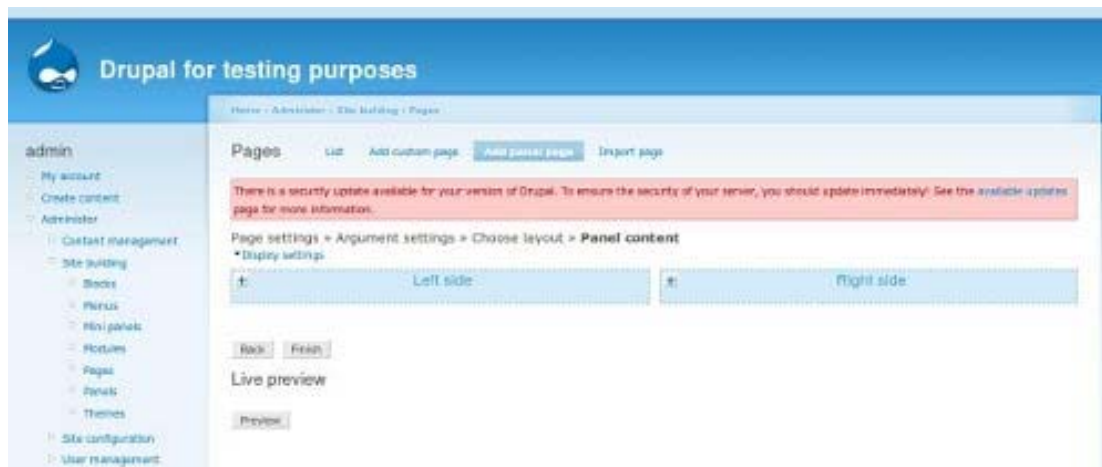 Drupal for testing purposes
Home › Administer › Site building › Pages
admin
My account
Create content
Administer
Content management
Site building
Blocks
Menus
Mini panels
Modules
Pages
Panels
Themes
Site configuration
User management
Pages
List
Add custom page
Add panel page
Import page
There is a security update available for your version of Drupal. To ensure the security of your server, you should update immediately! See the available updates
page for more information.
Page settings » Argument settings » Choose layout » Panel content
Display settings
Left side
Right side
Back
Finish
Live preview
Preview